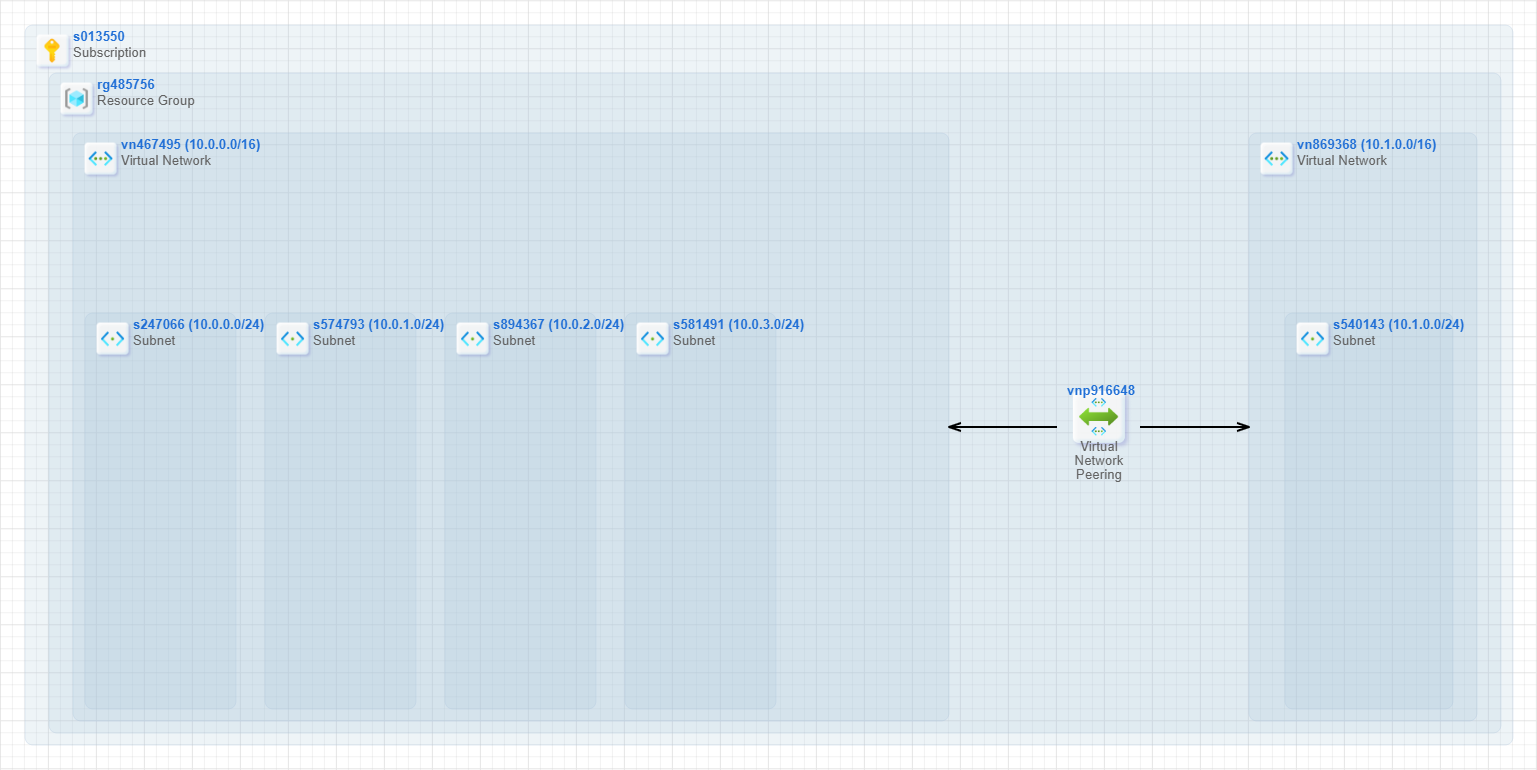 s013550
Subscription
rg485756
Resource Group
vn467495 (10.0.0.0/16)
Virtual Network
vn869368 (10.1.0.0/16)
Virtual Network
s247066 (10.0.0.0/24)
Subnet
s574793 (10.0.1.0/24)
Subnet
s894367 (10.0.2.0/24)
Subnet
s581491 (10.0.3.0/24)
Subnet
s540143 (10.1.0.0/24)
Subnet
vnp916648
Virtual
Network
Peering